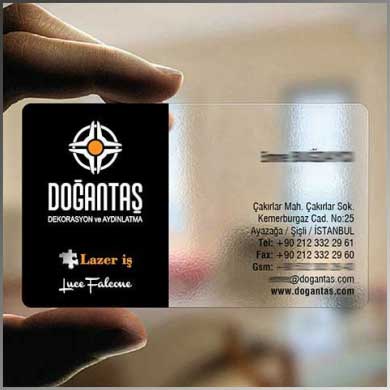 DOĞANTAŞ
DEKORASYON ve AYDINLATMA
Lazer iş
Luce Falcone
Çakırlar Mah. Çakırlar Sok.
Kemerburgaz Cad. No:25
Ayazağa / Şişli / İSTANBUL
Tel: +90 212 332 29 61
Fax: +90 212 332 29 60
Gsm:
@dogantas.com
www.dogantas.com